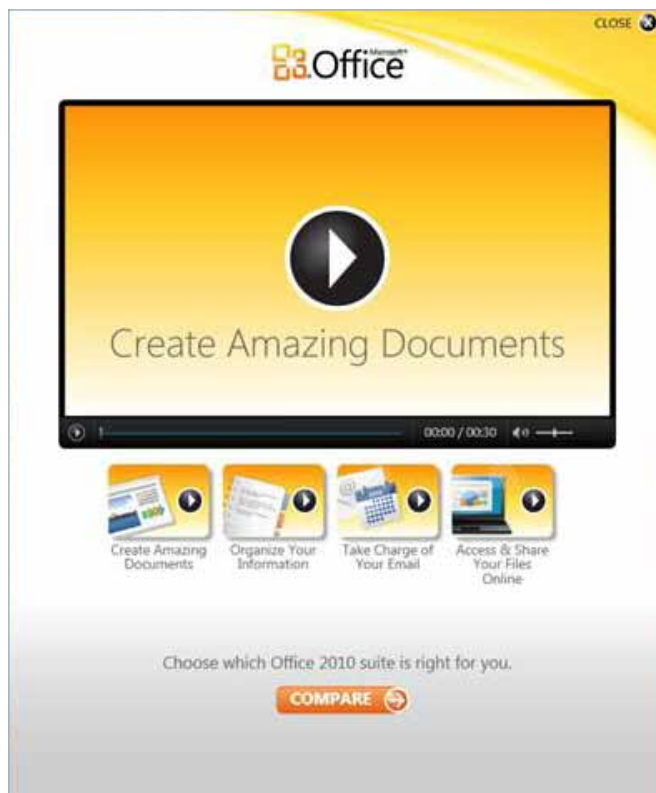 CLOSE
Microsoft®
Office
Create Amazing Documents
00:00 / 00:30
Create Amazing
Documents
Organize Your
Information
Take Charge of
Your Email
Access & Share
Your Files
Online
Choose which Office 2010 suite is right for you.
COMPARE